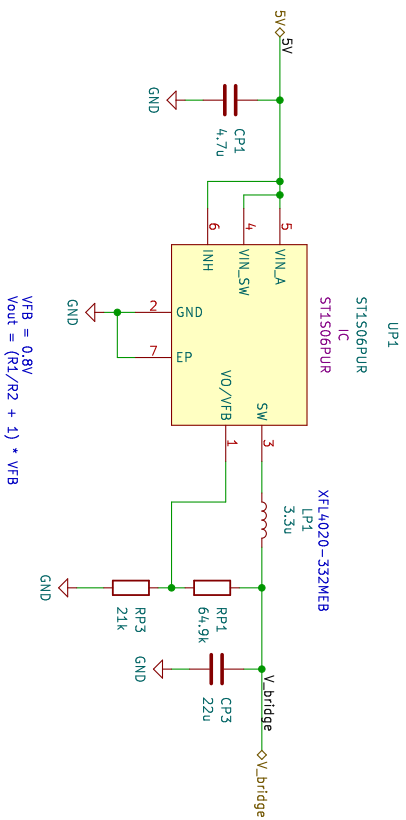 5V
5V
GND
CP1
4.7u
6
4
5
INH
VIN_SW
VIN_A
UP1
ST1S06PUR
IC
ST1S06PUR
GND
2
GND
7
EP
VO/VFB
SW
1
3
VFB = 0.8V
Vout = (R1/R2 + 1) * VFB
XFL4020-332MEB
LP1
3.3u
GND
RP3
21k
RP1
64.9k
GND
CP3
22u
V_bridge
V_bridge